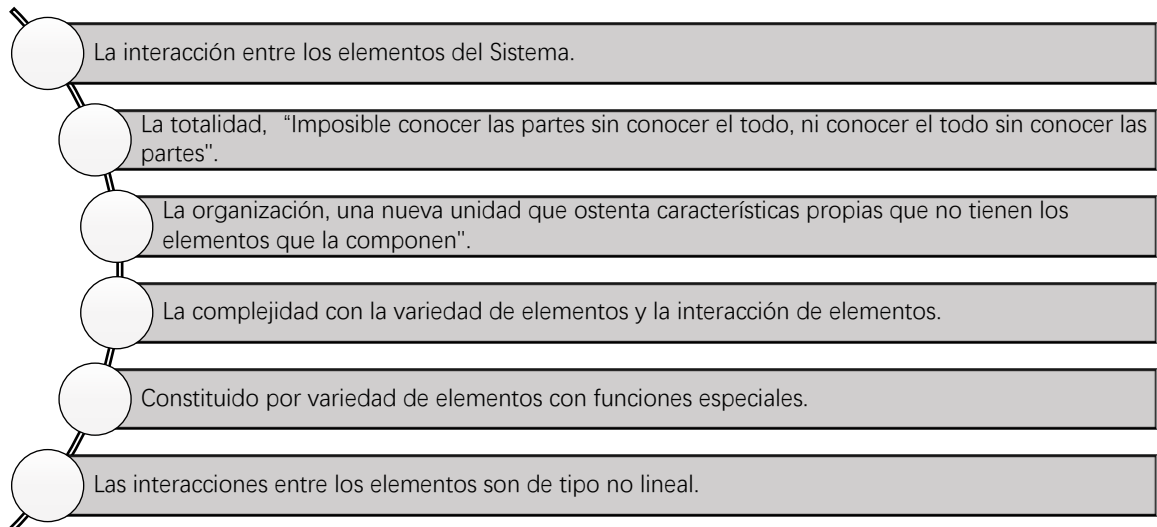 La interacción entre los elementos del Sistema.
La totalidad, “Imposible conocer las partes sin conocer el todo, ni conocer el todo sin conocer las
partes".
La organización, una nueva unidad que ostenta características propias que no tienen los
elementos que la componen".
La complejidad con la variedad de elementos y la interacción de elementos.
Constituido por variedad de elementos con funciones especiales.
Las interacciones entre los elementos son de tipo no lineal.